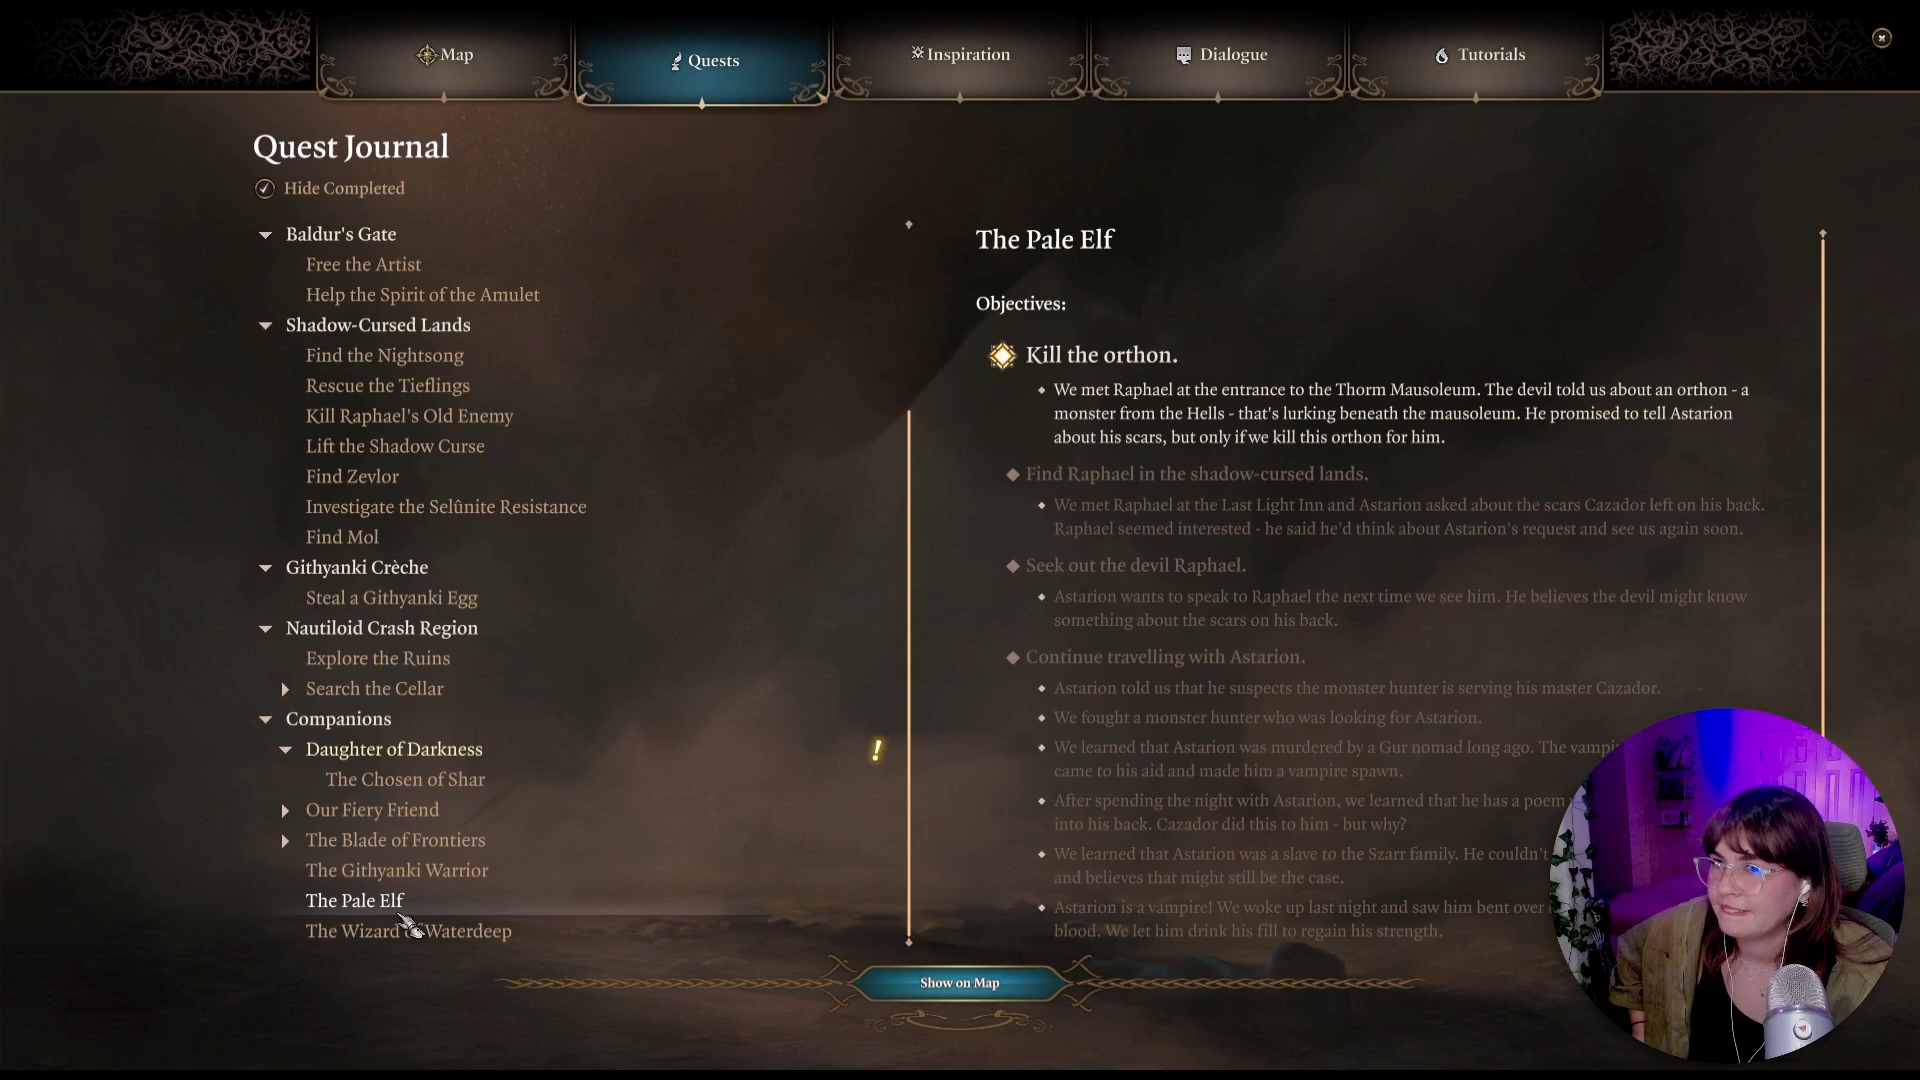 Map
Quests
Inspiration
Dialogue
Tutorials
Quest Journal
Hide Completed
Baldur's Gate
Free the Artist
Help the Spirit of the Amulet
Shadow-Cursed Lands
Find the Nightsong
Rescue the Tieflings
Kill Raphael's Old Enemy
Lift the Shadow Curse
Find Zevlor
Investigate the Selûnite Resistance
Find Mol
Githyanki Crèche
Steal a Githyanki Egg
Nautiloid Crash Region
Explore the Ruins
Search the Cellar
Companions
Daughter of Darkness
!
The Chosen of Shar
Our Fiery Friend
The Blade of Frontiers
The Githyanki Warrior
The Pale Elf
The Wizard of Waterdeep
The Pale Elf
Objectives:
Kill the orthon.
We met Raphael at the entrance to the Thorm Mausoleum. The devil told us about an orthon - a
monster from the Hells - that's lurking beneath the mausoleum. He promised to tell Astarion
about his scars, but only if we kill this orthon for him.
Find Raphael in the shadow-cursed lands.
We met Raphael at the Last Light Inn and Astarion asked about the scars Cazador left on his back.
Raphael seemed interested - he said he'd think about Astarion's request and see us again soon.
Seek out the devil Raphael.
Astarion wants to speak to Raphael the next time we see him. He believes the devil might know
something about the scars on his back.
Continue travelling with Astarion.
Astarion told us that he suspects the monster hunter is serving his master Cazador.
We fought a monster hunter who was looking for Astarion.
We learned that Astarion was murdered by a Gur nomad long ago. The
came to his aid and made him a vampire spawn.
After spending the night with Astarion, we learned that he has a poem
into his back. Cazador did this to him - but why?
We learned that Astarion was a slave to the Szarr family. He couldn't
and believes that might still be the case.
Astarion is a vampire! We woke up last night and saw him bent over
blood. We let him drink his fill to regain his strength.
Show on Map